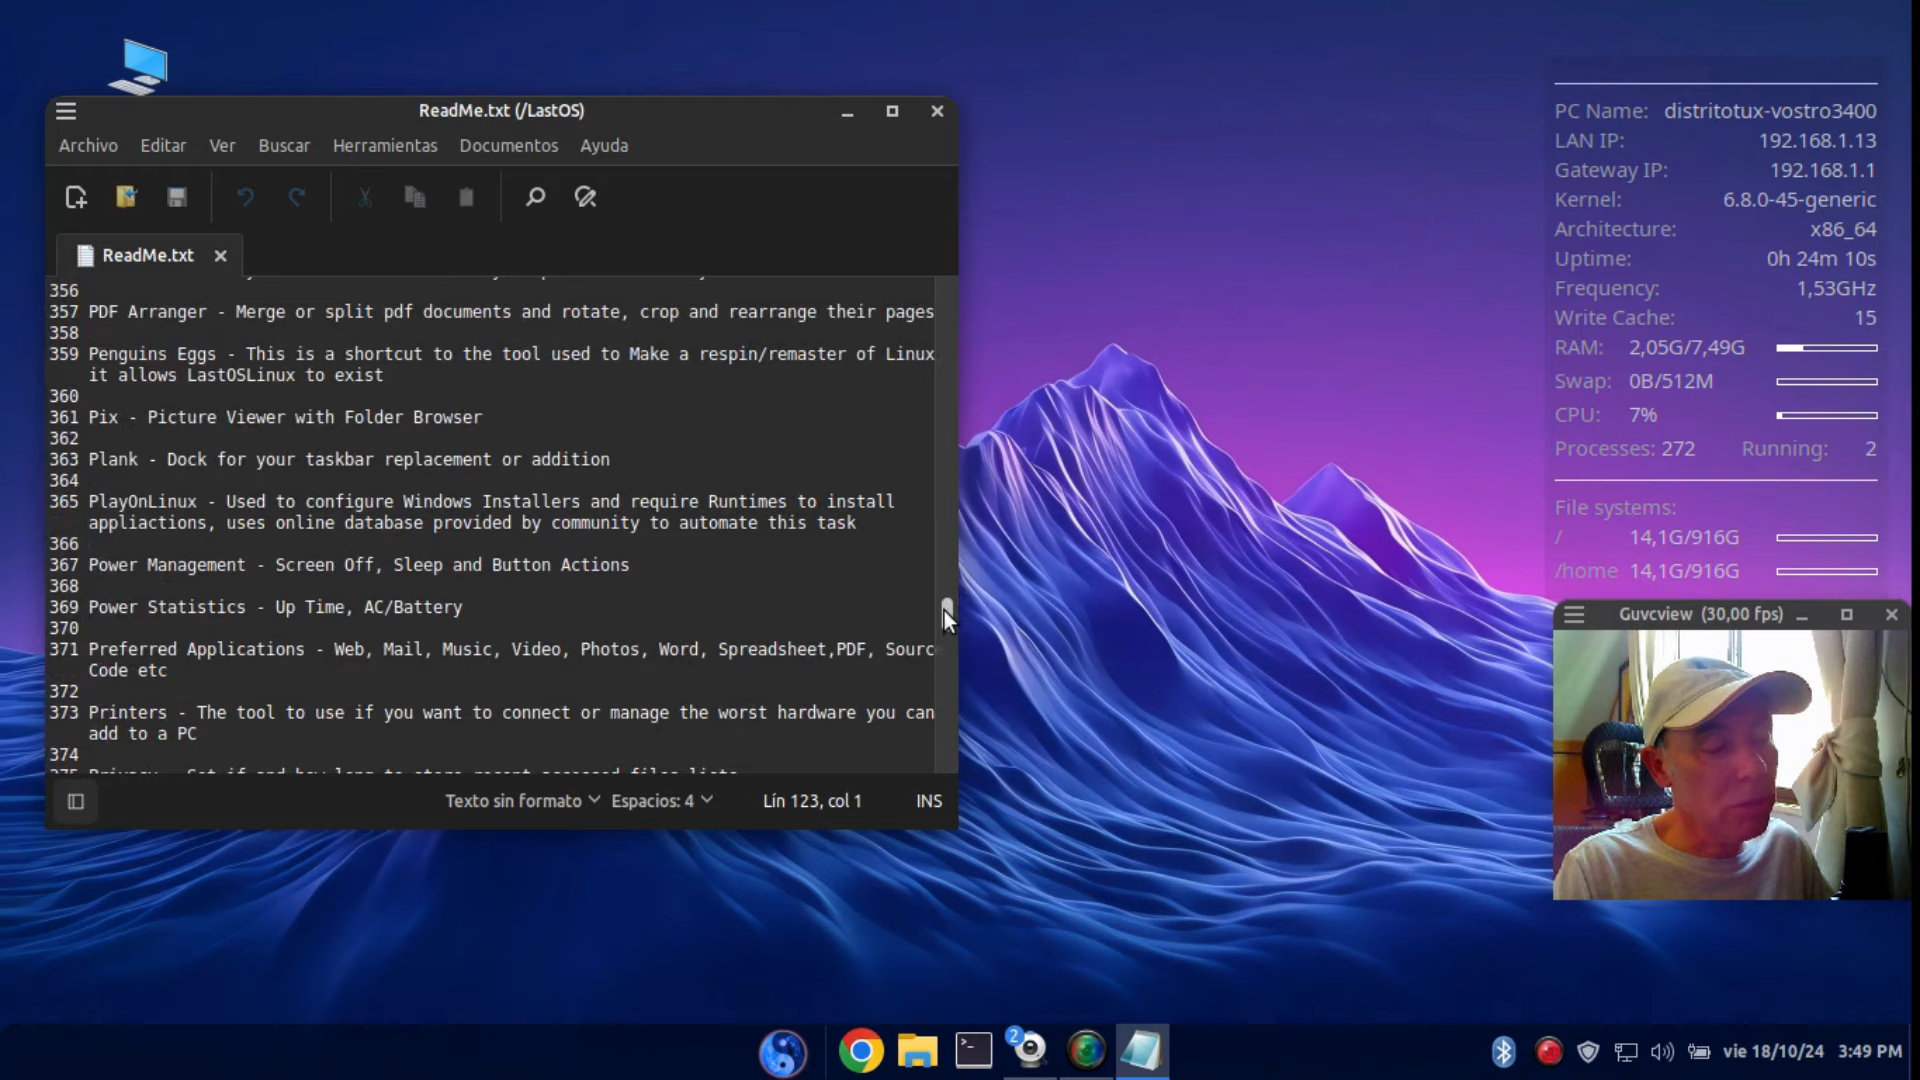 ReadMe.txt (/LastOS)
Archivo Editar Ver Buscar Herramientas Documentos Ayuda
ReadMe.txt
356
357 PDF Arranger - Merge or split pdf documents and rotate, crop and rearrange their pages
358
359 Penguins Eggs - This is a shortcut to the tool used to Make a respin/remaster of Linux
it allows LastOSLinux to exist
360
361 Pix - Picture Viewer with Folder Browser
362
363 Plank - Dock for your taskbar replacement or addition
364
365 PlayOnLinux - Used to configure Windows Installers and require Runtimes to install
appliactions, uses online database provided by community to automate this task
366
367 Power Management - Screen Off, Sleep and Button Actions
368
369 Power Statistics - Up Time, AC/Battery
370
371 Preferred Applications - Web, Mail, Music, Video, Photos, Word, Spreadsheet,PDF, Source
Code etc
372
373 Printers - The tool to use if you want to connect or manage the worst hardware you can
add to a PC
374
Texto sin formato Espacios: 4 Lín 123, col 1 INS
PC Name: distritotux-vostro3400
LAN IP: 192.168.1.13
Gateway IP: 192.168.1.1
Kernel: 6.8.0-45-generic
Architecture: x86_64
Uptime: 0h 24m 10s
Frequency: 1,53GHz
Write Cache: 15
RAM: 2,05G/7,49G
Swap: 0B/512M
CPU: 7%
Processes: 272 Running: 2
File systems:
/ 14,1G/916G
/home 14,1G/916G
Guvcview (30,00 fps)
2
vie 18/10/24 3:49 PM